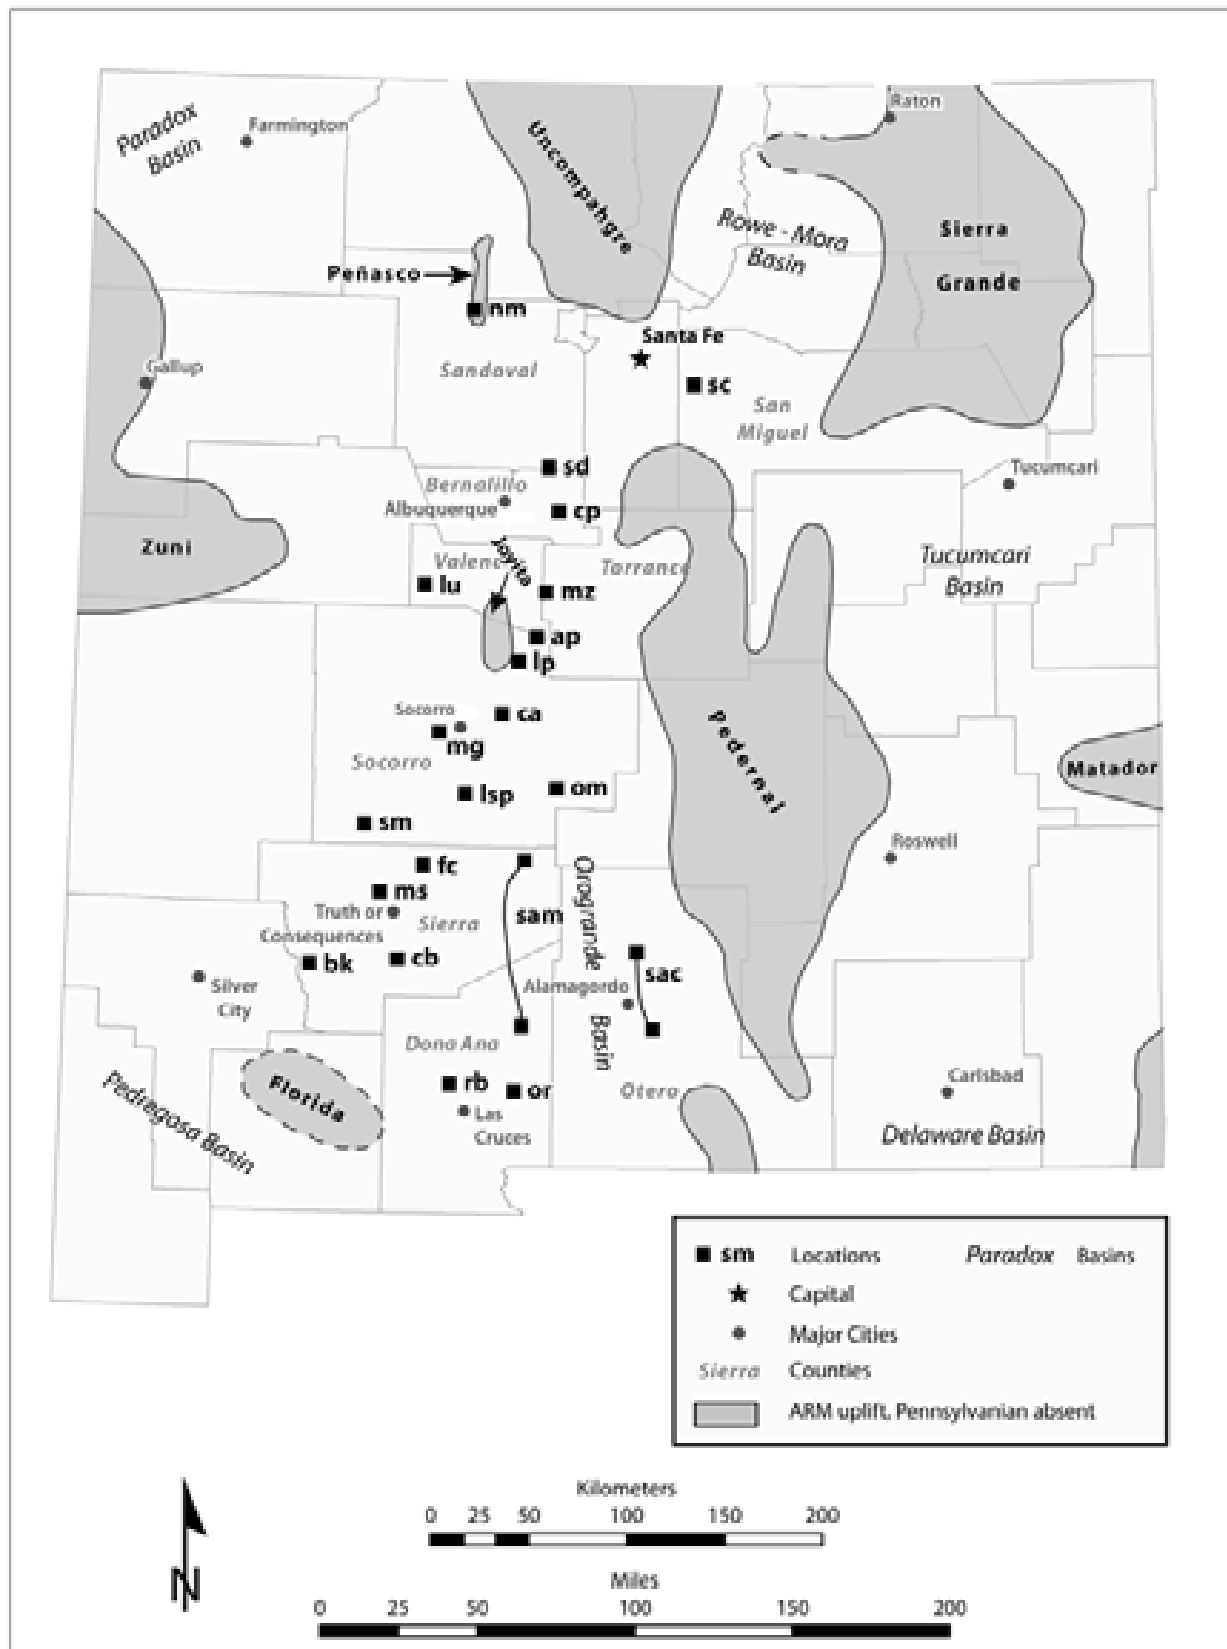 Raton
Paradox
Basin
Farmington
Uncompahgre
Rowe - Mora
Basin
Sierra
Grande
Peñasco
nm
Santa Fe
Gallup
Sandoval
sc
San
Miguel
sd
Tucumcari
Bernalillo
Albuquerque
cp
Zuni
Joyita
Valenc
Torrance
Tucumcari
Basin
lu
mz
ap
lp
Socorro
ca
mg
Pedernal
Socorro
Matador
lsp
om
sm
Roswell
fc
Orogrande
Basin
ms
Truth or
Consequences
Sierra
sam
bk
cb
sac
Silver
City
Alamagordo
Dona Ana
Pedregosa Basin
Florida
rb
or
Otero
Carlsbad
Las
Cruces
Delaware Basin
sm Locations Paradox Basins
Capital
Major Cities
Sierra Counties
ARM uplift, Pennsylvanian absent
N
Kilometers
0 25 50 100 150 200
Miles
0 25 50 100 150 200